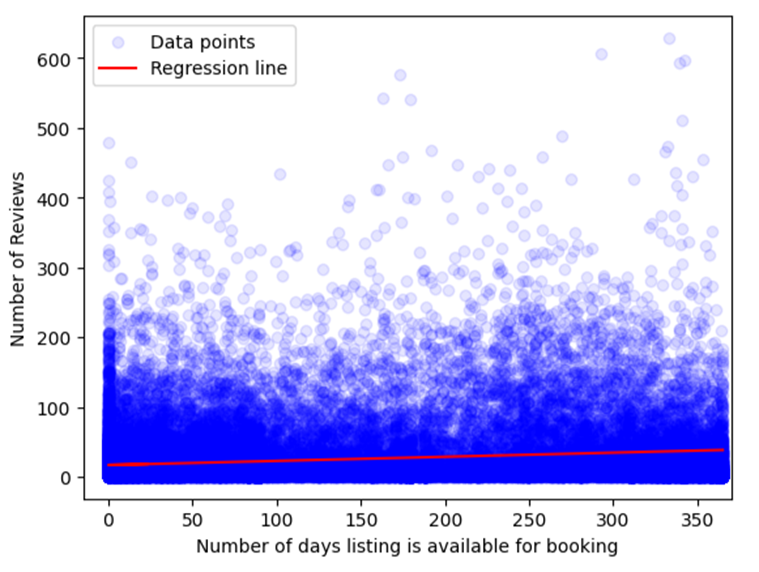 Data points
Regression line
600
500
400
300
200
100
0
Number of Reviews
0 50 100 150 200 250 300 350
Number of days listing is available for booking